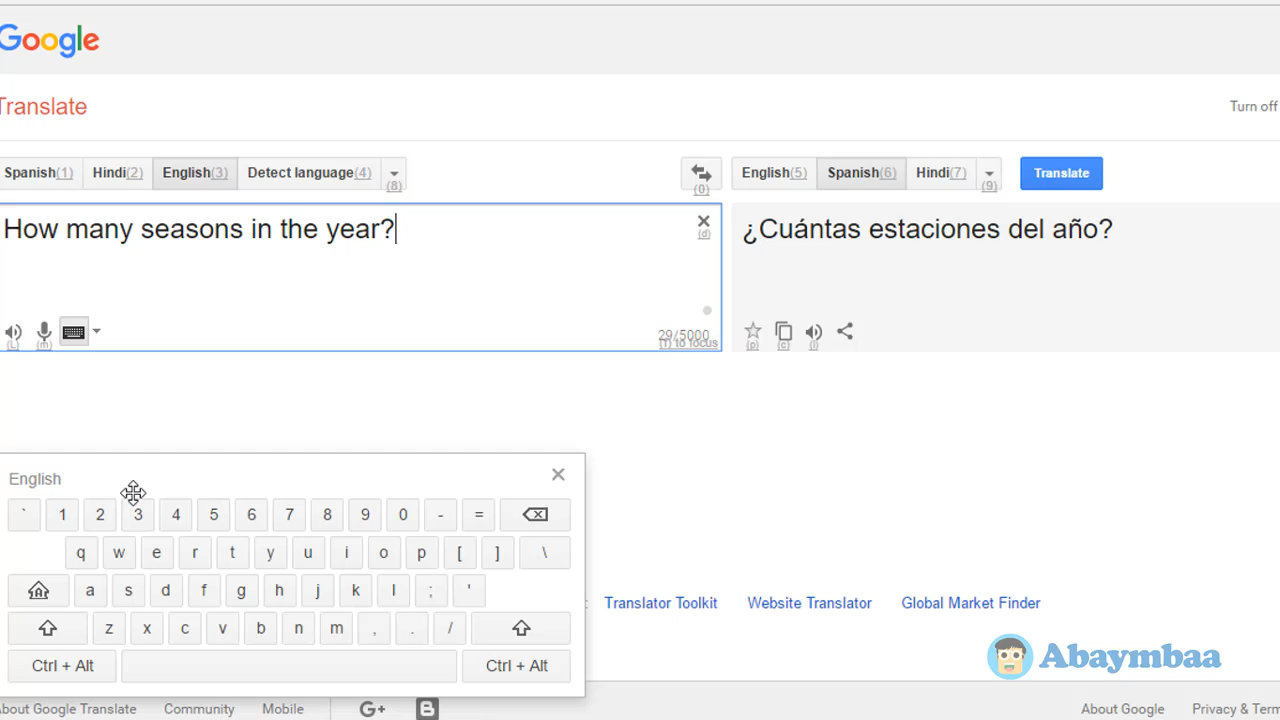 Google
Translate
Turn off
Spanish(1) Hindi(2) English(3) Detect language(4) (8) (0) English(5) Spanish(6) Hindi(7) (9) Translate
How many seasons in the year?
(d)
¿Cuántas estaciones del año?
29/5000
(L) (m) (T) to focus (p) (c) (l)
English
` 1 2 3 4 5 6 7 8 9 0 - =
q w e r t y u i o p [ ] \
a s d f g h j k l ; '
z x c v b n m , . /
Ctrl + Alt Ctrl + Alt
: Translator Toolkit Website Translator Global Market Finder
Abaymbaa
About Google Translate Community Mobile G+ B About Google Privacy & Term